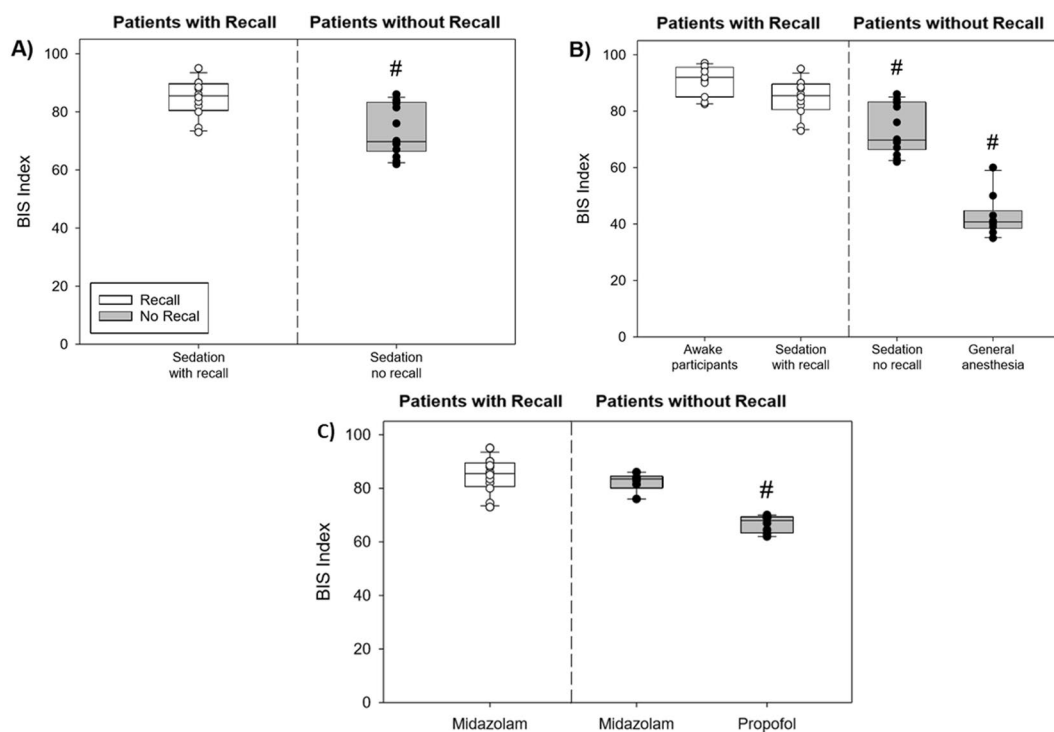 Patients with Recall Patients without Recall
A)
#
100
80
60
40
20
0
BIS Index
Recall
No Recal
Sedation with recall
Sedation no recall
Patients with Recall Patients without Recall
B)
#
#
100
80
60
40
20
0
BIS Index
Awake participants
Sedation with recall
Sedation no recall
General anesthesia
Patients with Recall Patients without Recall
C)
#
100
80
60
40
20
0
BIS Index
Midazolam Midazolam Propofol